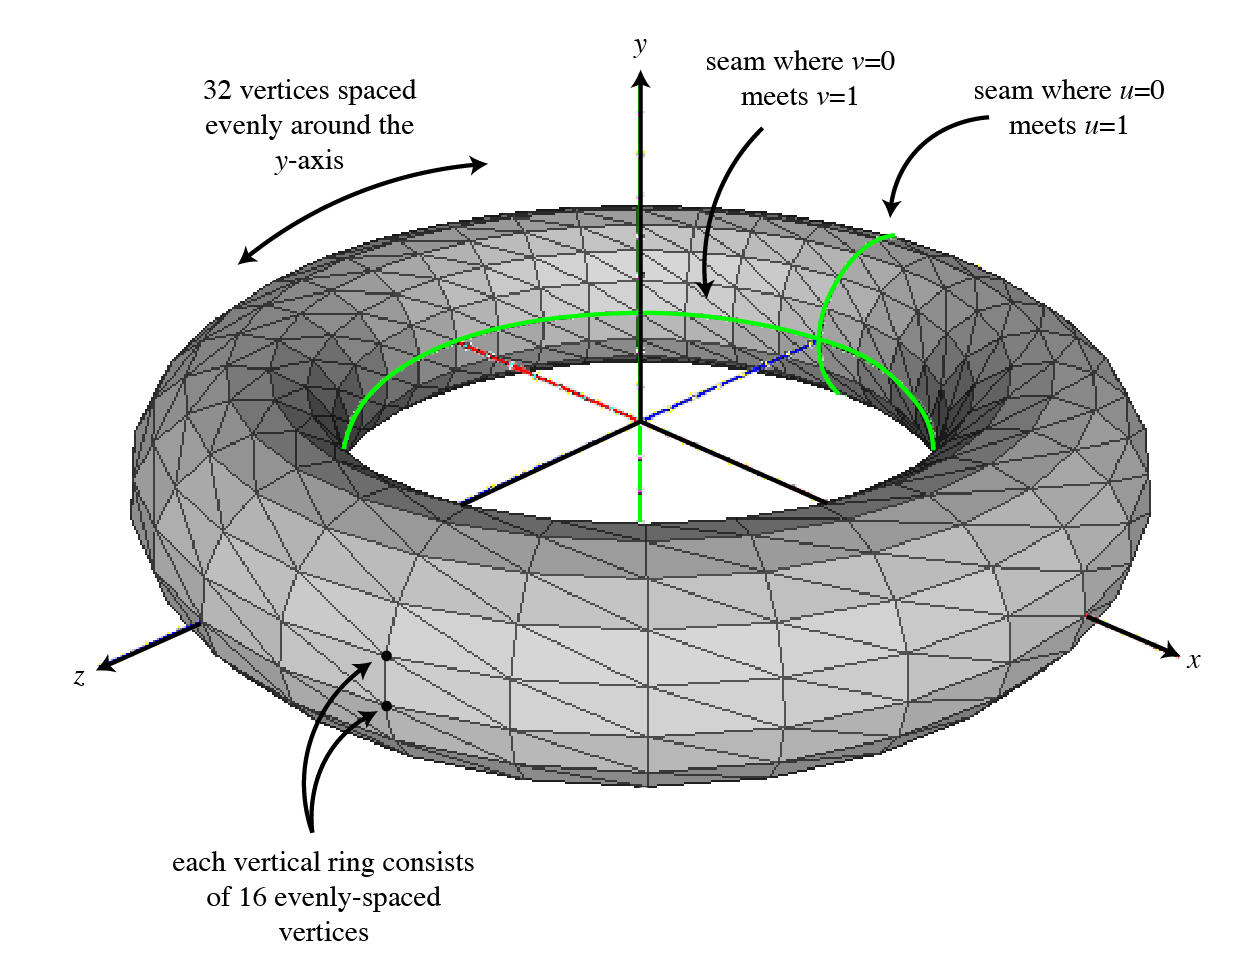 y
seam where v=0
meets v=1
seam where u=0
meets u=1
32 vertices spaced
evenly around the
y-axis
z
x
each vertical ring consists
of 16 evenly-spaced
vertices